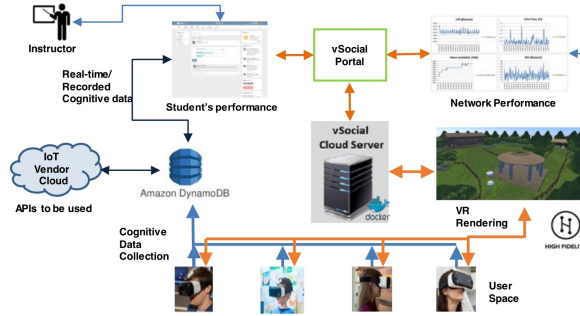 Instructor
Real-time/
Recorded
Cognitive data
Student's performance
vSocial
Portal
Network Performance
IoT
Vendor
Cloud
APIs to be used
Amazon DynamoDB
vSocial
Cloud Server
docker
VR
Rendering
HIGH FIDELIT
Cognitive
Data
Collection
User
Space